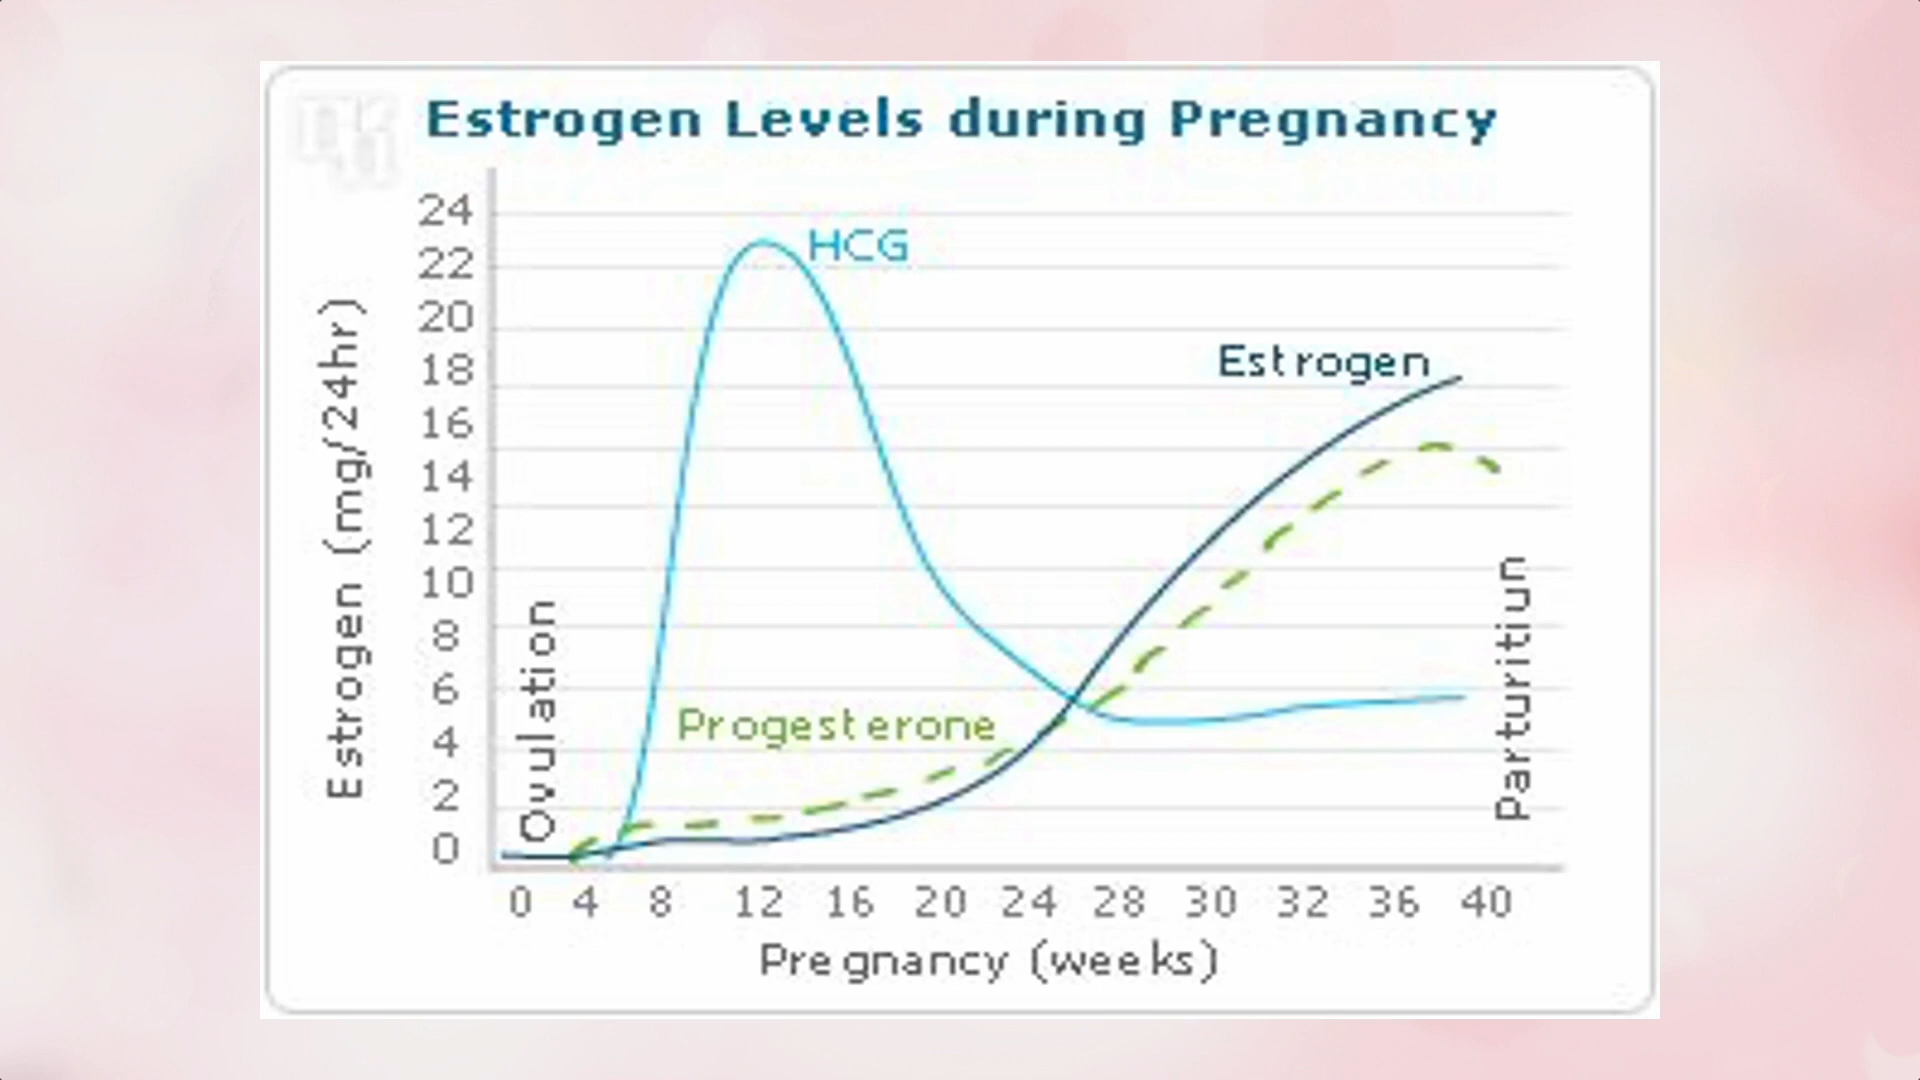 Estrogen Levels during Pregnancy
24
22
20
18
16
14
12
10
8
6
4
2
0
Estrogen (mg/24hr)
HCG
Estrogen
Progesterone
Ovulation
Parturitiun
0 4 8 12 16 20 24 28 30 32 36 40
Pregnancy (weeks)